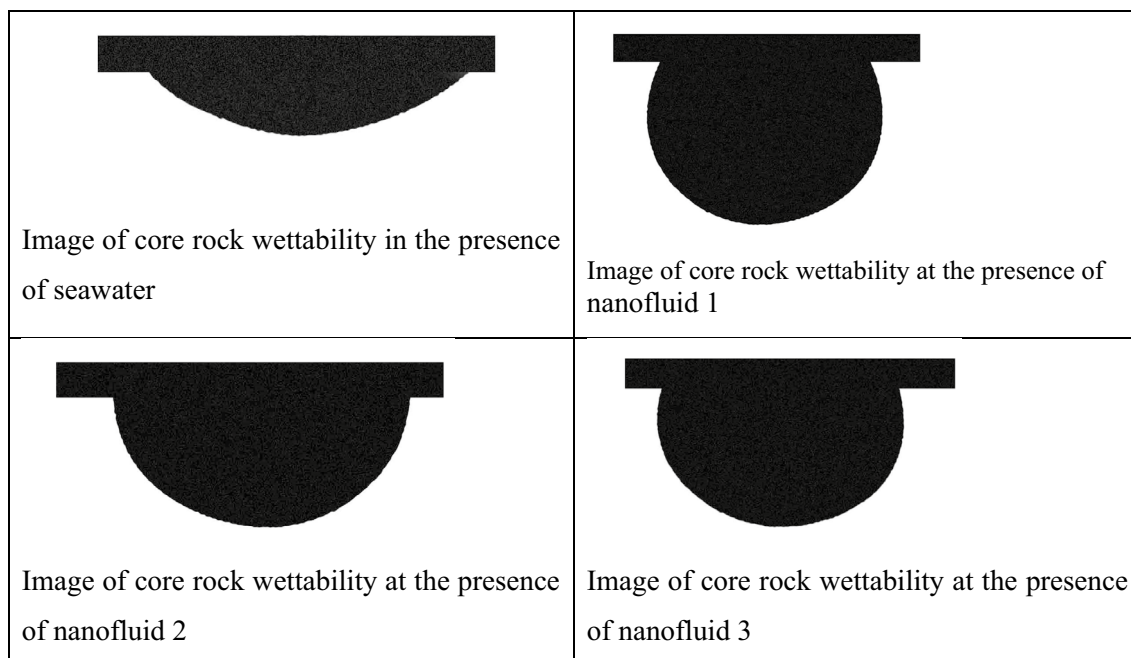 Image of core rock wettability in the presence
of seawater
Image of core rock wettability at the presence of
nanofluid 1
Image of core rock wettability at the presence
of nanofluid 2
Image of core rock wettability at the presence
of nanofluid 3